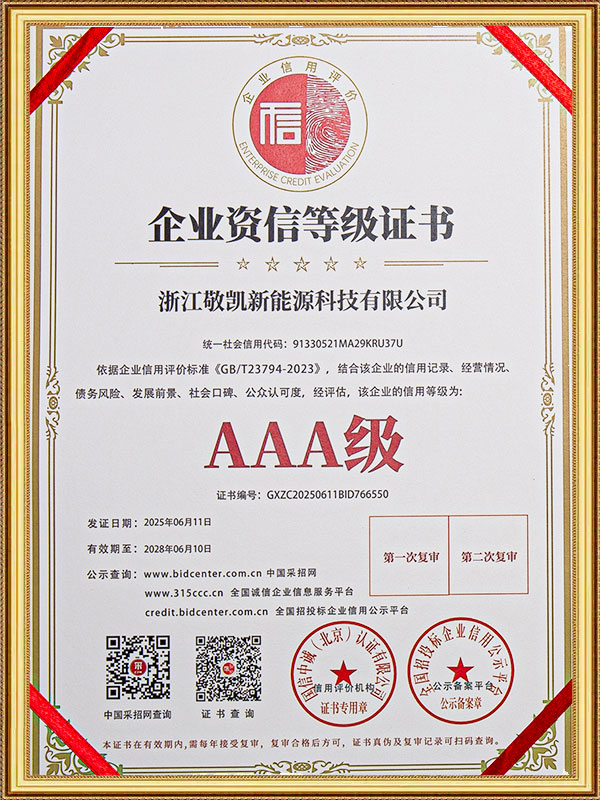 企业信用评价
信
ENTERPRISE CREDIT EVALUATION
企业资信等级证书
浙江敬凯新能源科技有限公司
统一社会信用代码：91330521MA29KRU37U
依据企业信用评价标准《GB/T23794-2023》，结合该企业的信用记录、经营情况、
债务风险、发展前景、社会口碑、公众认可度，经评估，该企业的信用等级为:
AAA级
证书编号：GXZC20250611BID766550
发证日期：2025年06月11日
有效期至：2028年06月10日
第一次复审 第二次复审
公示查询：www.bidcenter.com.cn 中国采招网
www.315ccc.cn 全国诚信企业信息服务平台
credit.bidcenter.com.cn 全国招投标企业信用公示平台
国信中诚（北京）认证有限公司
信用评价机构
证书专用章
全国招投标企业信用公示平台
公示备案平台
公示备案章
中国采招网查询 证书查询
本证书在有效期内,需每年接受复审，复审合格后方可，证书真伪及复审记录可扫码查询。